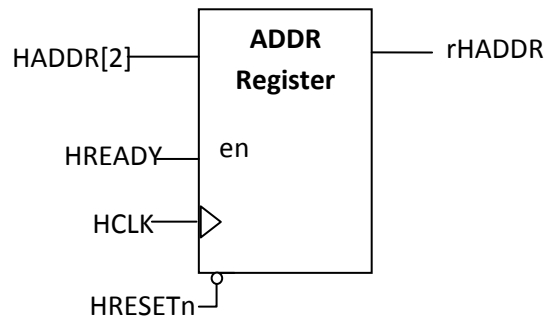 ADDR
Register
HADDR[2]
rHADDR
HREADY
en
HCLK
HRESETn